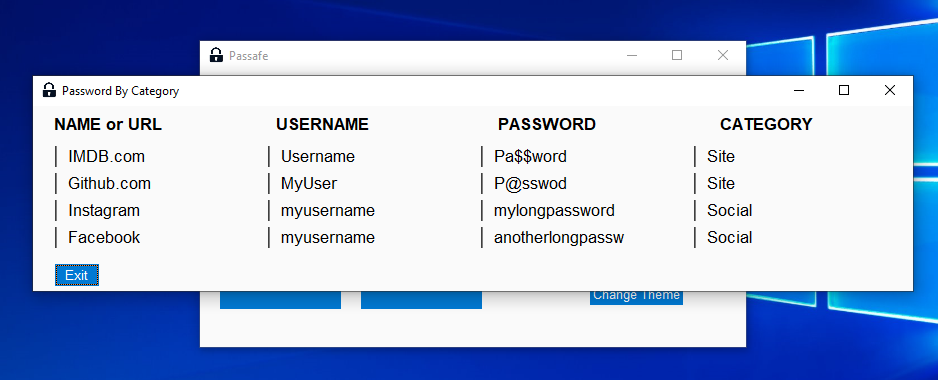 Passafe
Password By Category
NAME or URL USERNAME PASSWORD CATEGORY
| IMDB.com | Username | Pa$$word | Site
| Github.com | MyUser | P@sswod | Site
| Instagram | myusername | mylongpassword | Social
| Facebook | myusername | anotherlongpassw | Social
Exit
Change Theme